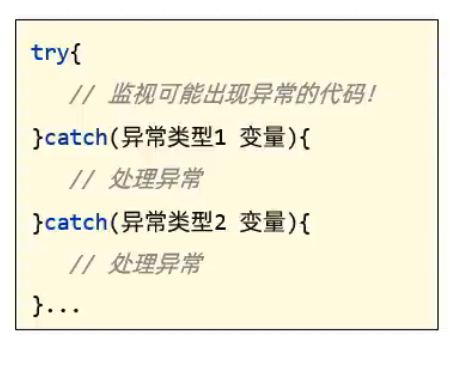 try{
// 监视可能出现异常的代码！
}catch(异常类型1 变量){
// 处理异常
}catch(异常类型2 变量){
// 处理异常
}...